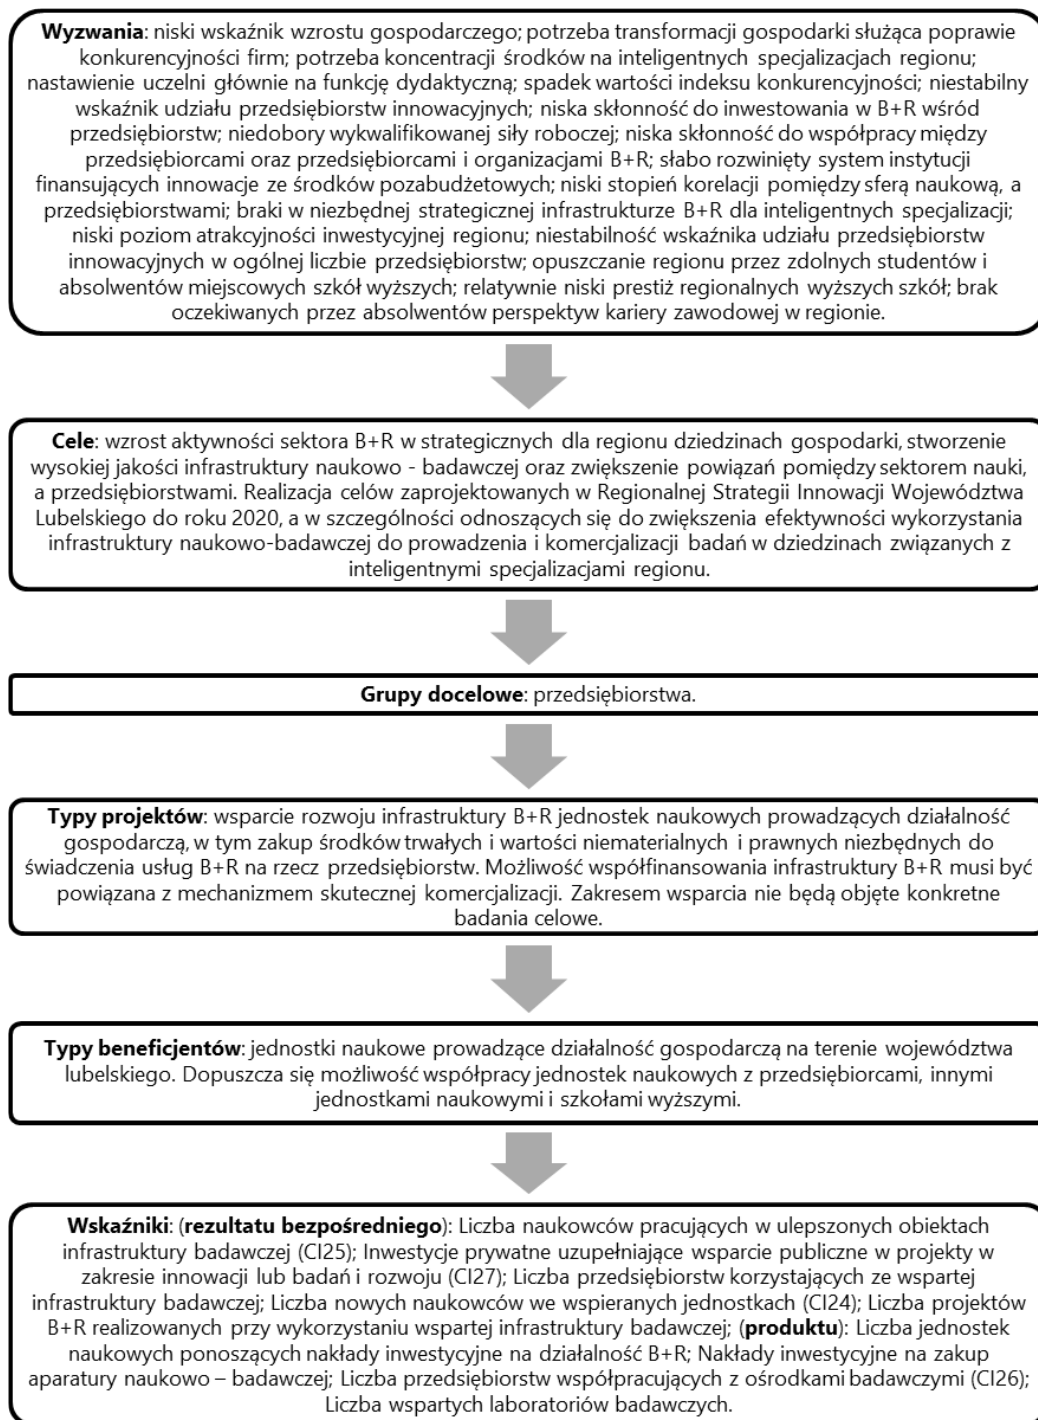 Wyzwania: niski wskaźnik wzrostu gospodarczego; potrzeba transformacji gospodarki służąca poprawie
konkurencyjności firm; potrzeba koncentracji środków na inteligentnych specjalizacjach regionu;
nastawienie uczelni głównie na funkcję dydaktyczną; spadek wartości indeksu konkurencyjności; niestabilny
wskaźnik udziału przedsiębiorstw innowacyjnych; niska skłonność do inwestowania w B+R wśród
przedsiębiorstw; niedobory wykwalifikowanej siły roboczej; niska skłonność do współpracy między
przedsiębiorcami oraz przedsiębiorcami i organizacjami B+R; słabo rozwinięty system instytucji
finansujących innowacje ze środków pozabudżetowych; niski stopień korelacji pomiędzy sferą naukową, a
przedsiębiorstwami; braki w niezbędnej strategicznej infrastrukturze B+R dla inteligentnych specjalizacji;
niski poziom atrakcyjności inwestycyjnej regionu; niestabilność wskaźnika udziału przedsiębiorstw
innowacyjnych w ogólnej liczbie przedsiębiorstw; opuszczanie regionu przez zdolnych studentów i
absolwentów miejscowych szkół wyższych; relatywnie niski prestiż regionalnych wyższych szkół; brak
oczekiwanych przez absolwentów perspektyw kariery zawodowej w regionie.
Cele: wzrost aktywności sektora B+R w strategicznych dla regionu dziedzinach gospodarki, stworzenie
wysokiej jakości infrastruktury naukowo - badawczej oraz zwiększenie powiązań pomiędzy sektorem nauki,
a przedsiębiorstwami. Realizacja celów zaprojektowanych w Regionalnej Strategii Innowacji Województwa
Lubelskiego do roku 2020, a w szczególności odnoszących się do zwiększenia efektywności wykorzystania
infrastruktury naukowo-badawczej do prowadzenia i komercjalizacji badań w dziedzinach związanych z
inteligentnymi specjalizacjami regionu.
Grupy docelowe: przedsiębiorstwa.
Typy projektów: wsparcie rozwoju infrastruktury B+R jednostek naukowych prowadzących działalność
gospodarczą, w tym zakup środków trwałych i wartości niematerialnych i prawnych niezbędnych do
świadczenia usług B+R na rzecz przedsiębiorstw. Możliwość współfinansowania infrastruktury B+R musi być
powiązana z mechanizmem skutecznej komercjalizacji. Zakresem wsparcia nie będą objęte konkretne
badania celowe.
Typy beneficjentów: jednostki naukowe prowadzące działalność gospodarczą na terenie województwa
lubelskiego. Dopuszcza się możliwość współpracy jednostek naukowych z przedsiębiorcami, innymi
jednostkami naukowymi i szkołami wyższymi.
Wskaźniki: (rezultatu bezpośredniego): Liczba naukowców pracujących w ulepszonych obiektach
infrastruktury badawczej (CI25); Inwestycje prywatne uzupełniające wsparcie publiczne w projekty w
zakresie innowacji lub badań i rozwoju (CI27); Liczba przedsiębiorstw korzystających ze wspartej
infrastruktury badawczej; Liczba nowych naukowców we wspieranych jednostkach (CI24); Liczba projektów
B+R realizowanych przy wykorzystaniu wspartej infrastruktury badawczej; (produktu): Liczba jednostek
naukowych ponoszących nakłady inwestycyjne na działalność B+R; Nakłady inwestycyjne na zakup
aparatury naukowo – badawczej; Liczba przedsiębiorstw współpracujących z ośrodkami badawczymi (CI26);
Liczba wspartych laboratoriów badawczych.